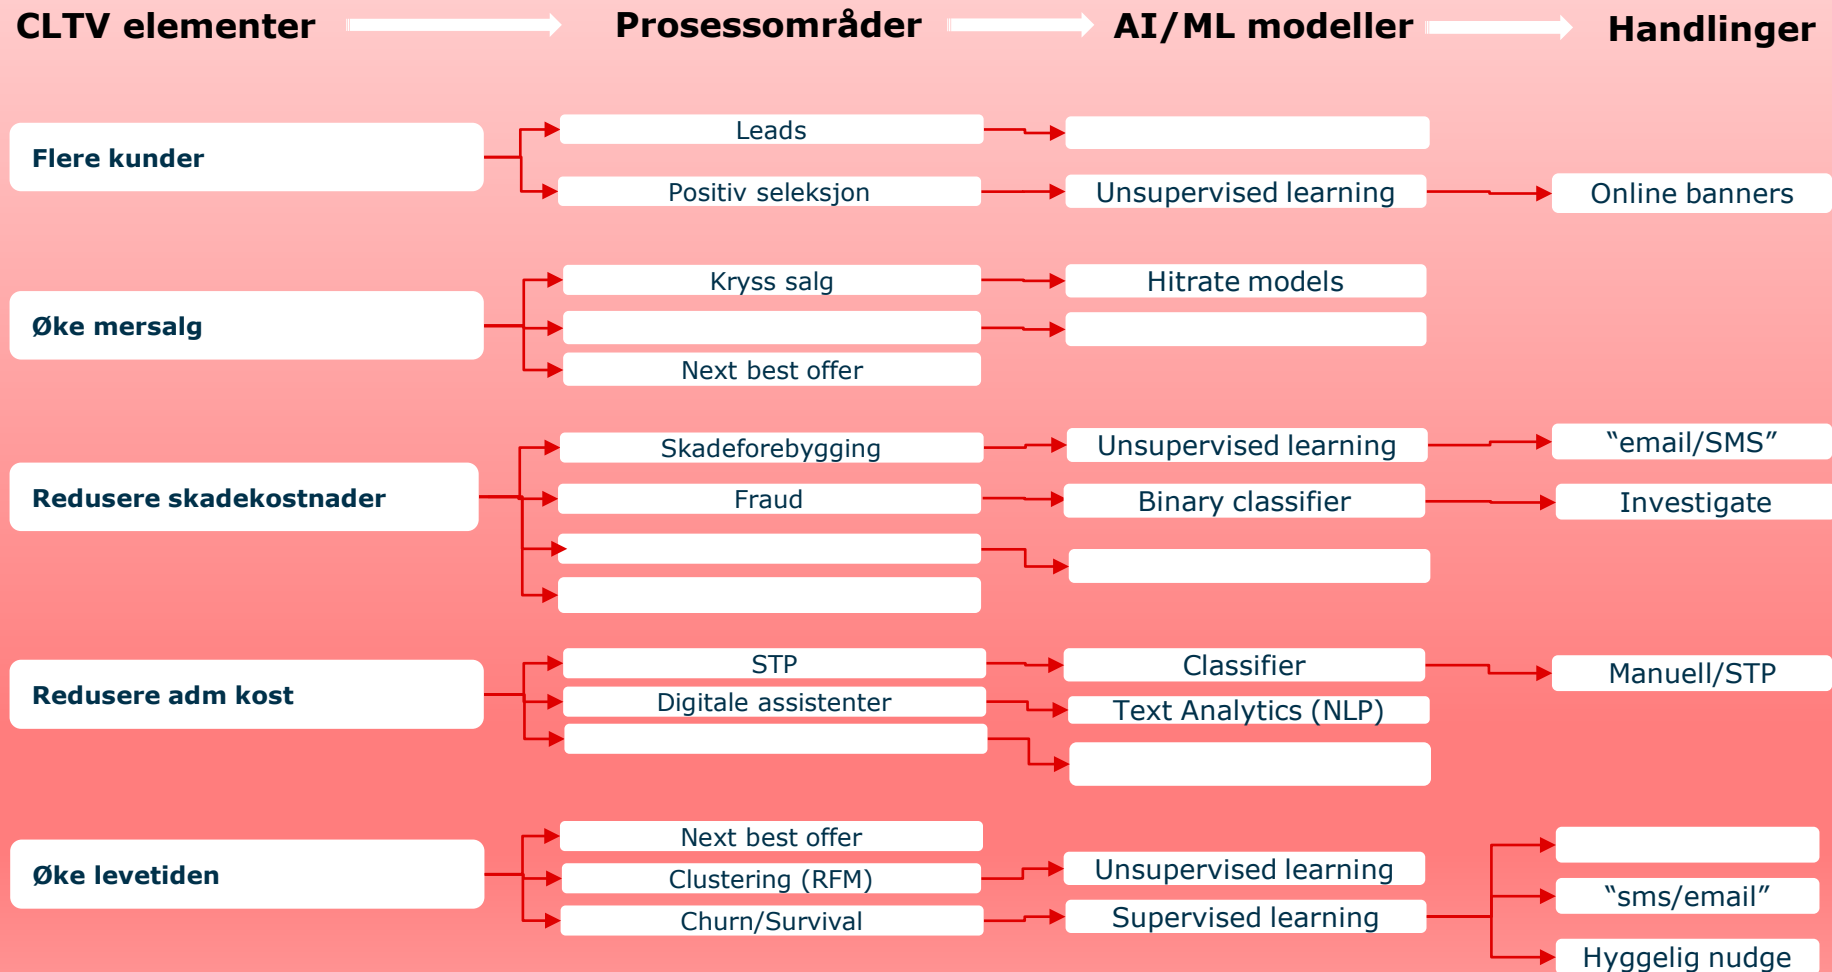 CLTV elementer
Prosessområder
AI/ML modeller
Handlinger
Flere kunder
Leads
Positiv seleksjon
Unsupervised learning
Online banners
Øke mersalg
Kryss salg
Hitrate models
Next best offer
Redusere skadekostnader
Skadeforebygging
Unsupervised learning
“email/SMS”
Fraud
Binary classifier
Investigate
Redusere adm kost
STP
Classifier
Manuell/STP
Digitale assistenter
Text Analytics (NLP)
Øke levetiden
Next best offer
Clustering (RFM)
Unsupervised learning
Churn/Survival
Supervised learning
“sms/email”
Hyggelig nudge